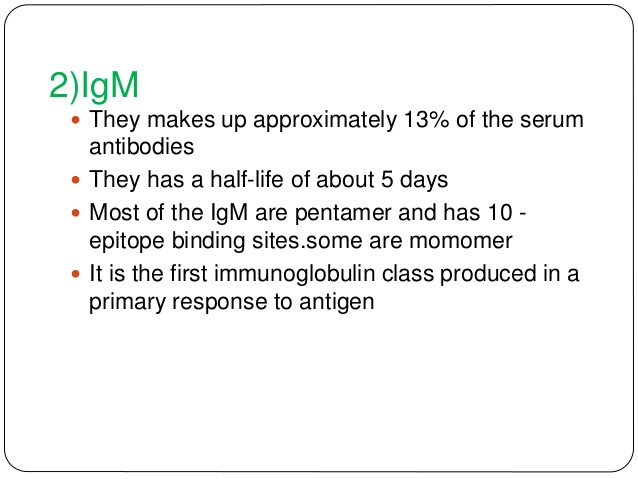 2)IgM
• They makes up approximately 13% of the serum
antibodies
• They has a half-life of about 5 days
• Most of the IgM are pentamer and has 10 -
epitope binding sites.some are momomer
• It is the first immunoglobulin class produced in a
primary response to antigen